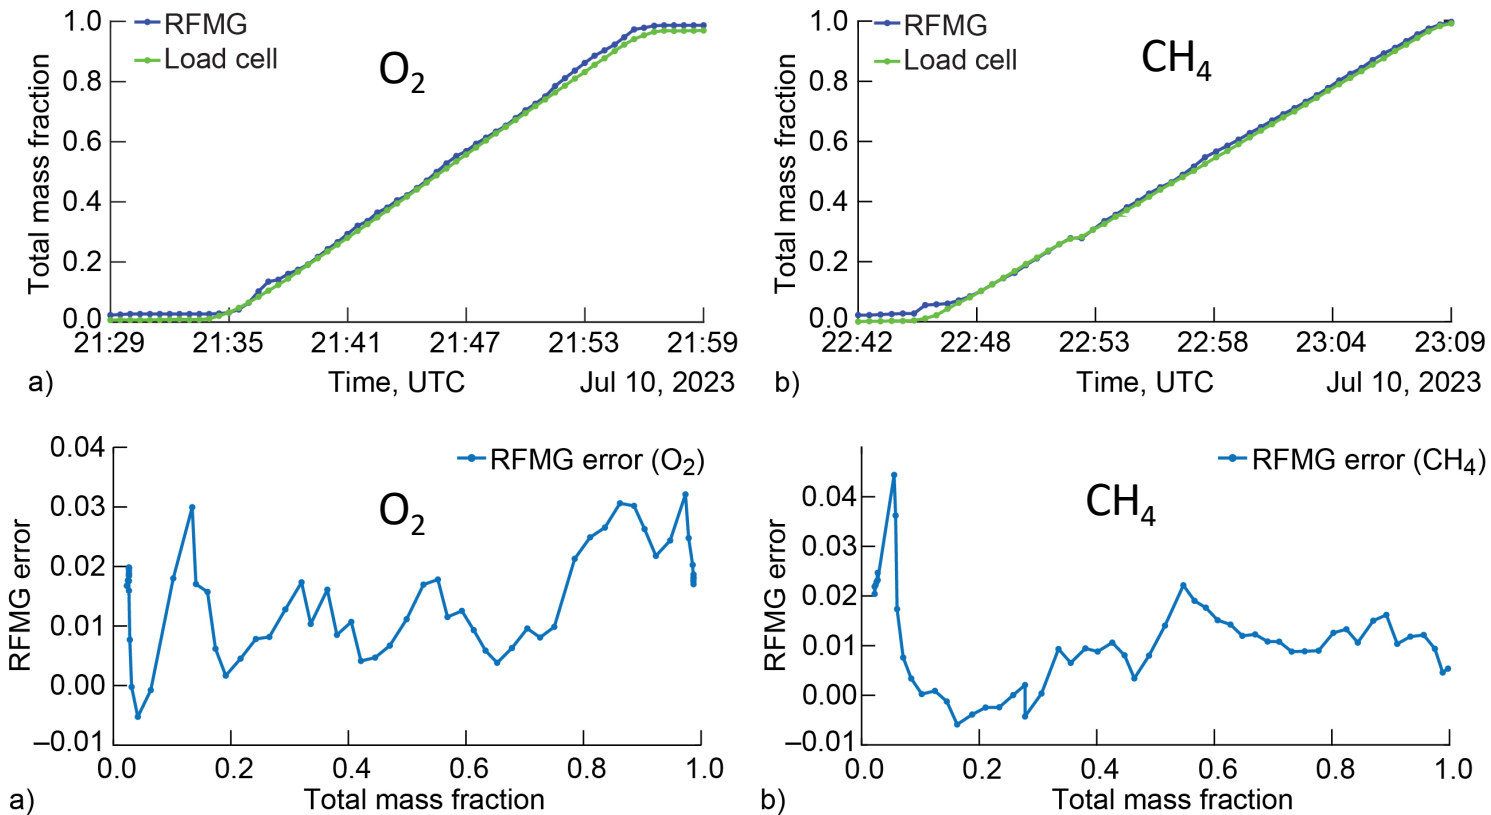 RFMG
Load cell
O2
Total mass fraction
1.0
0.8
0.6
0.4
0.2
0.0
21:29 21:35 21:41 21:47 21:53 21:59
a) Time, UTC Jul 10, 2023
RFMG
Load cell
CH4
Total mass fraction
1.0
0.8
0.6
0.4
0.2
0.0
22:42 22:48 22:53 22:58 23:04 23:09
b) Time, UTC Jul 10, 2023
RFMG error (O2)
O2
RFMG error
0.04
0.03
0.02
0.01
0.00
–0.01
0.0 0.2 0.4 0.6 0.8 1.0
a) Total mass fraction
RFMG error (CH4)
CH4
RFMG error
0.04
0.03
0.02
0.01
0.00
–0.01
0.0 0.2 0.4 0.6 0.8 1.0
b) Total mass fraction